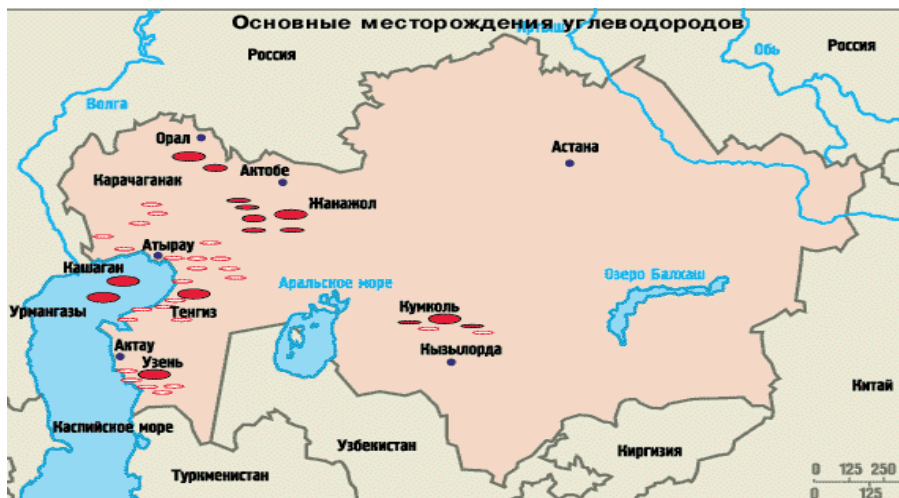 Основные месторождения углеводородов
Иртыш
Россия
Обь
Россия
Волга
Орал
Астана
Актобе
Карачаганак
Жанажол
Атырау
Кашаган
Озеро Балхаш
Аральское море
Урмангазы
Тенгиз
Кумколь
Актау
Узень
Кызылорда
Китай
Каспийское море
Узбекистан
Киргизия
Туркменистан
0 125 250
0 125